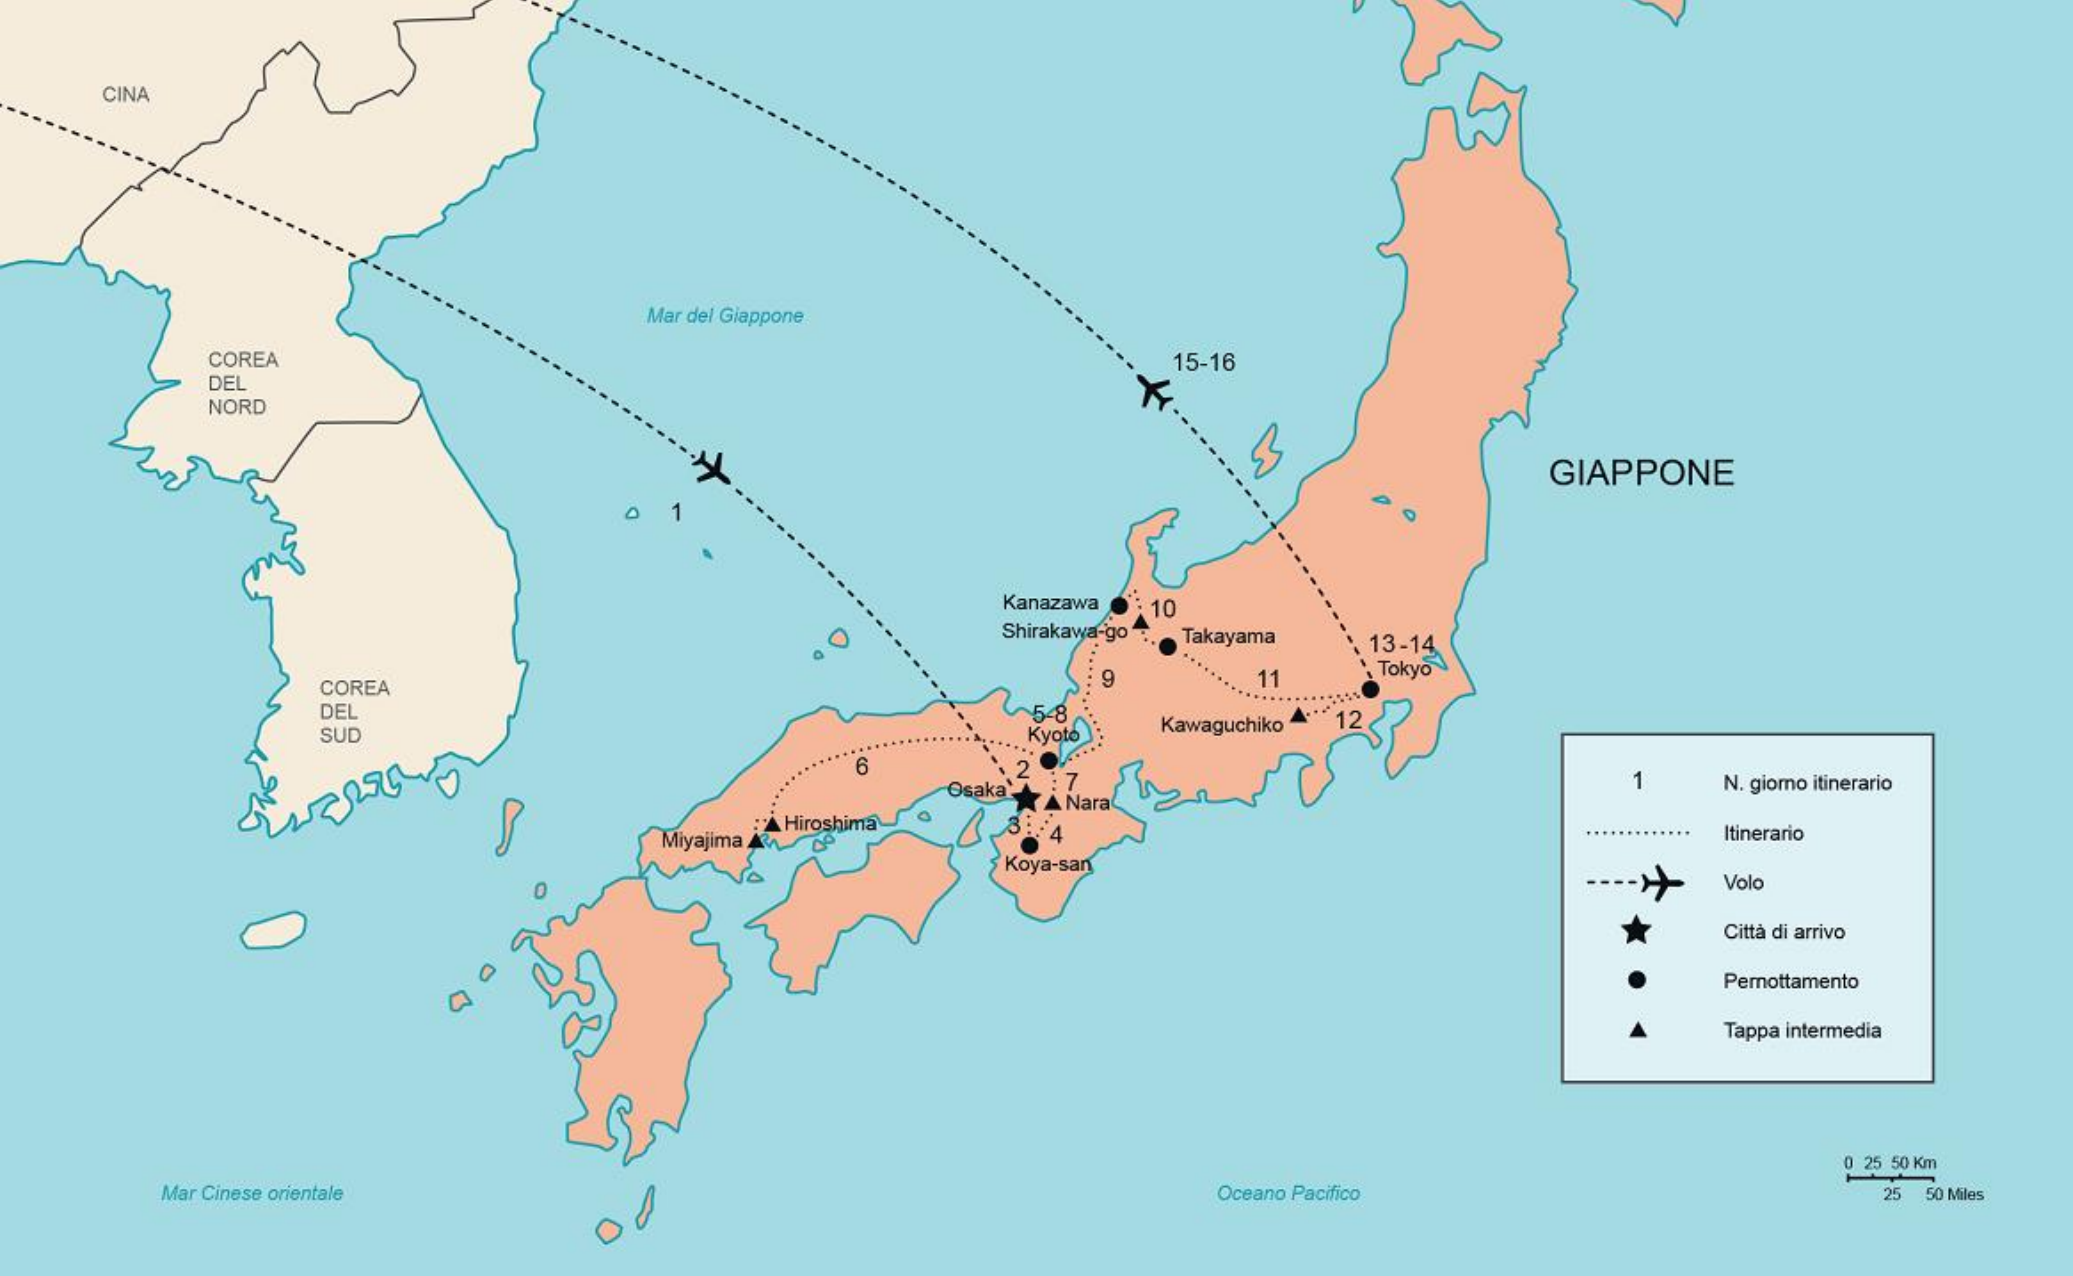 CINA
15-16
Mar del Giappone
COREA
DEL
NORD
GIAPPONE
1
Kanazawa
10
Shirakawa-go
Takayama
13-14
Tokyo
9
11
COREA
DEL
SUD
5-8
Kyoto
Kawaguchiko
12
6
2
7
Osaka
Nara
3
4
Hiroshima
Miyajima
Koya-san
1 N. giorno itinerario
Itinerario
Volo
Città di arrivo
Pernottamento
Tappa intermedia
Mar Cinese orientale
Oceano Pacifico
0 25 50 Km
25 50 Miles